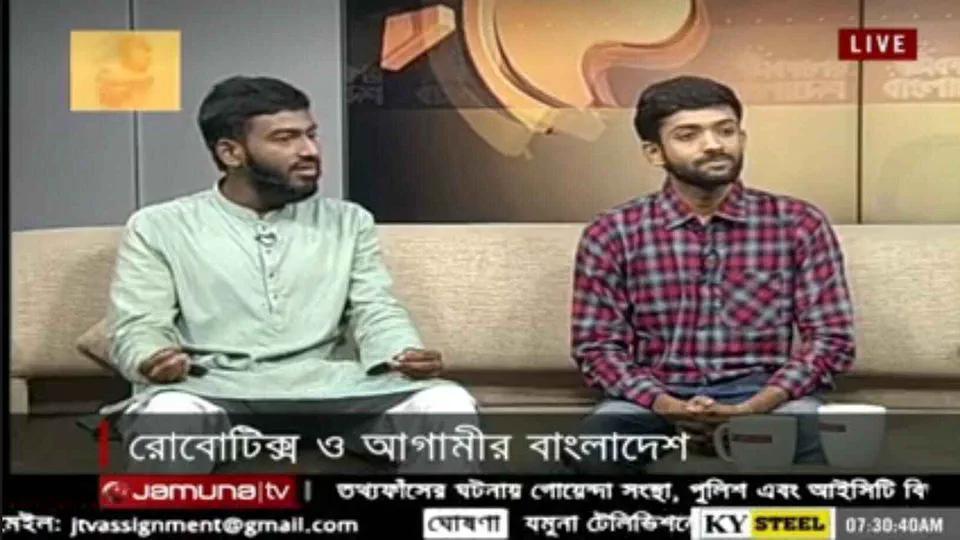 LIVE
রোবোটিক্স ও আগামীর বাংলাদেশ
Jamuna|tv
তথ্যফাঁসের ঘটনায় গোয়েন্দা সংস্থা, পুলিশ এবং আইসিটি বি
মেইল: jtvassignment@gmail.com
ঘোষণা
যমুনা টেলিভিশনে
KY STEEL
07:30:40AM